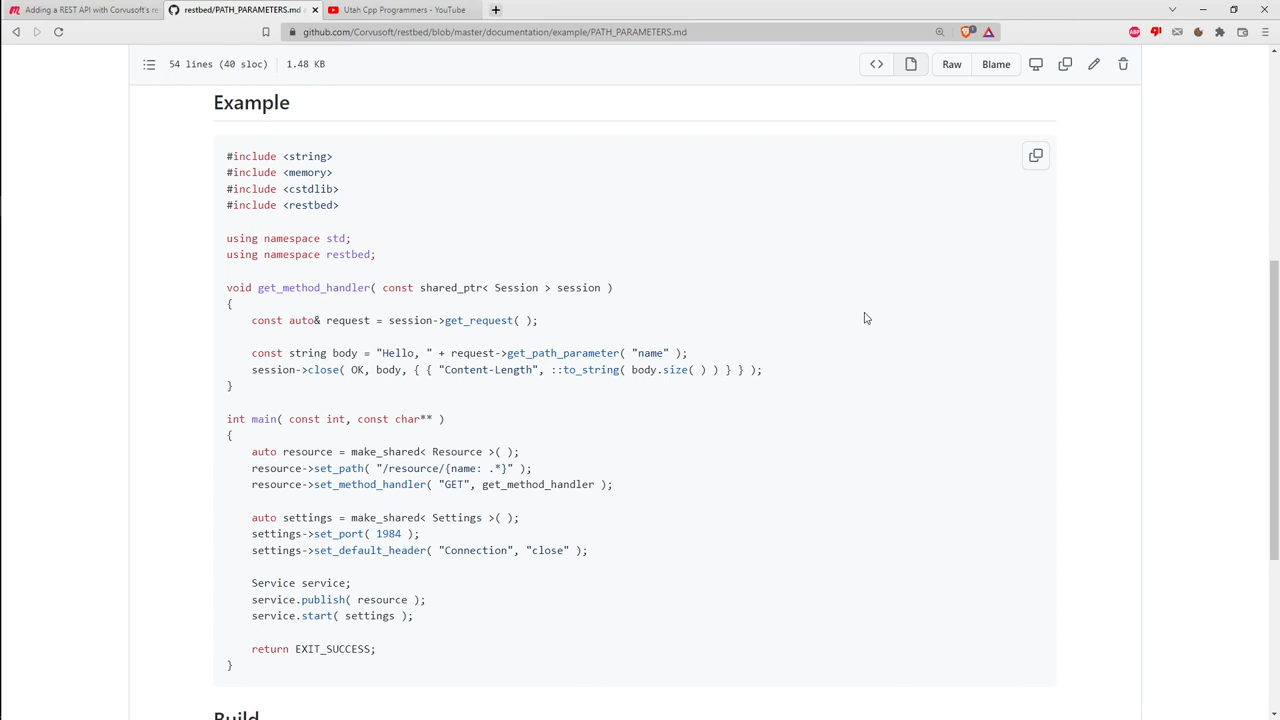 Adding a REST API with Corvusoft's re
restbed/PATH_PARAMETERS.md at
Utah Cpp Programmers - YouTube
github.com/Corvusoft/restbed/blob/master/documentation/example/PATH_PARAMETERS.md
1
ABP
54 lines (40 sloc)
1.48 KB
Raw
Blame
Example
#include <string>
#include <memory>
#include <cstdlib>
#include <restbed>
using namespace std;
using namespace restbed;
void get_method_handler( const shared_ptr< Session > session )
{
const auto& request = session->get_request( );
const string body = "Hello, " + request->get_path_parameter( "name" );
session->close( OK, body, { { "Content-Length", ::to_string( body.size( ) ) } } );
}
int main( const int, const char** )
{
auto resource = make_shared< Resource >( );
resource->set_path( "/resource/{name: .*}" );
resource->set_method_handler( "GET", get_method_handler );
auto settings = make_shared< Settings >( );
settings->set_port( 1984 );
settings->set_default_header( "Connection", "close" );
Service service;
service.publish( resource );
service.start( settings );
return EXIT_SUCCESS;
}
Build